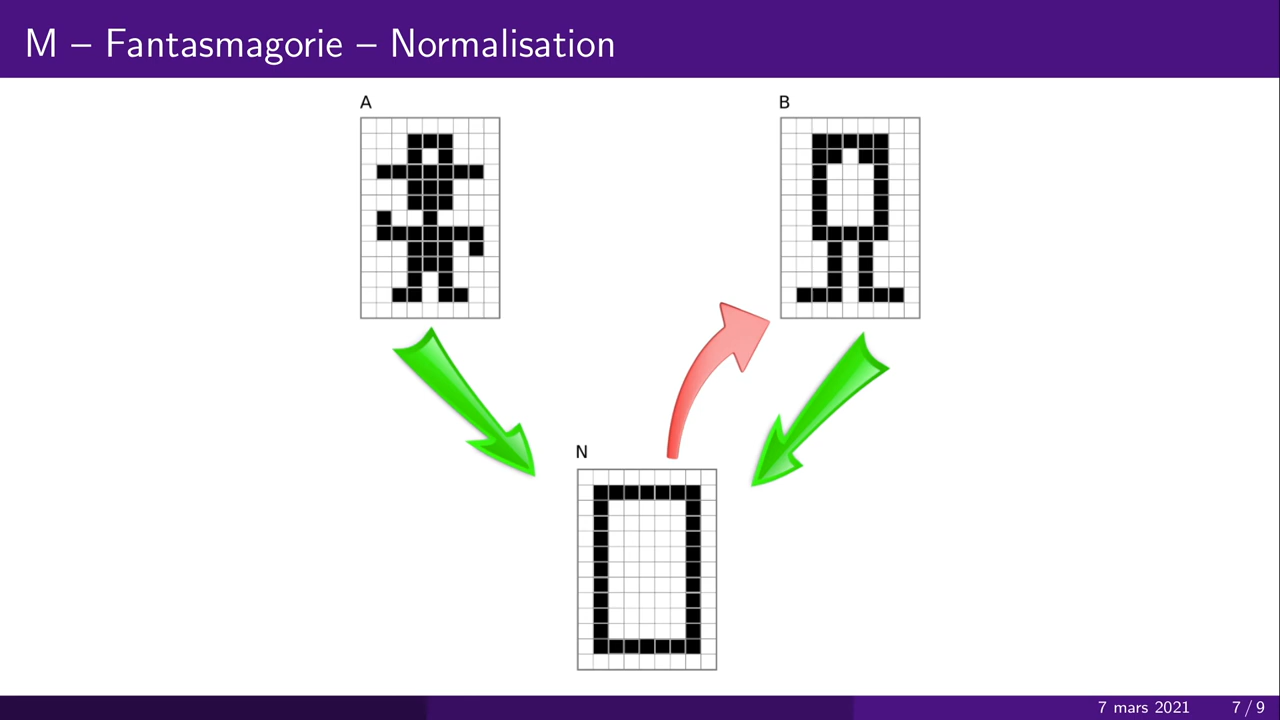 M – Fantasmagorie – Normalisation
A
B
N
7 mars 2021 7 / 9